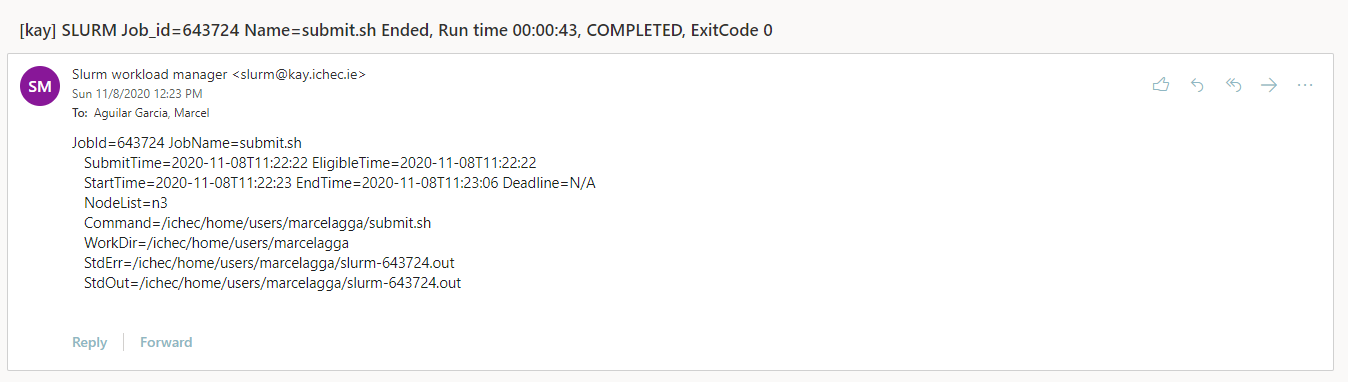 [kay] SLURM Job_id=643724 Name=submit.sh Ended, Run time 00:00:43, COMPLETED, ExitCode 0
SM
Slurm workload manager <slurm@kay.ichec.ie>
Sun 11/8/2020 12:23 PM
To: Aguilar Garcia, Marcel
JobId=643724 JobName=submit.sh
SubmitTime=2020-11-08T11:22:22 EligibleTime=2020-11-08T11:22:22
StartTime=2020-11-08T11:22:23 EndTime=2020-11-08T11:23:06 Deadline=N/A
NodeList=n3
Command=/ichec/home/users/marcelagga/submit.sh
WorkDir=/ichec/home/users/marcelagga
StdErr=/ichec/home/users/marcelagga/slurm-643724.out
StdOut=/ichec/home/users/marcelagga/slurm-643724.out
Reply
Forward